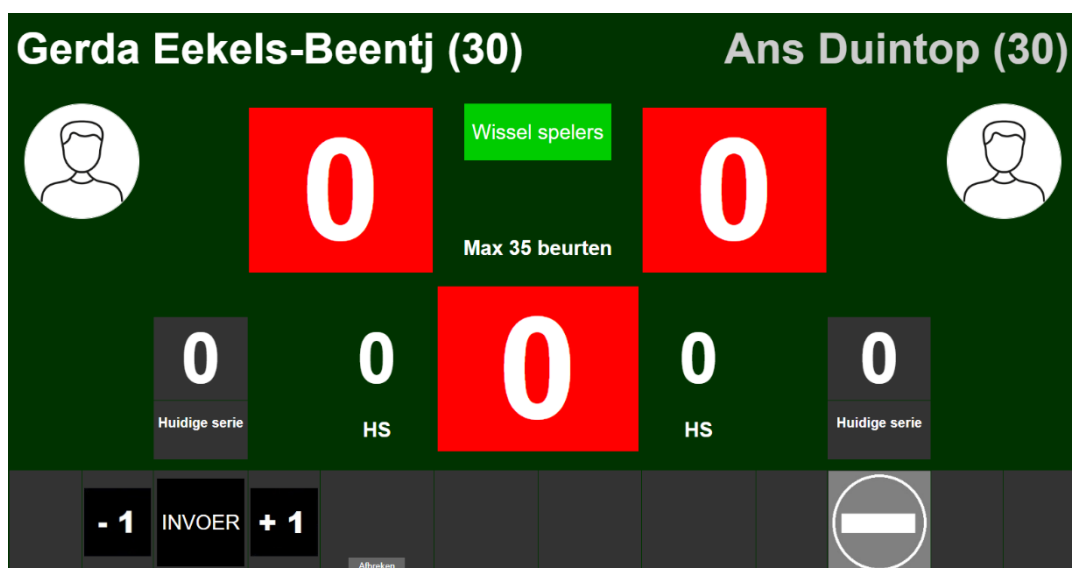 Gerda Eekels-Beentj (30)
Ans Duintop (30)
0
Wissel spelers
0
Max 35 beurten
0
0
0
0
0
Huidige serie
HS
HS
Huidige serie
- 1
INVOER
+ 1
Afbreken